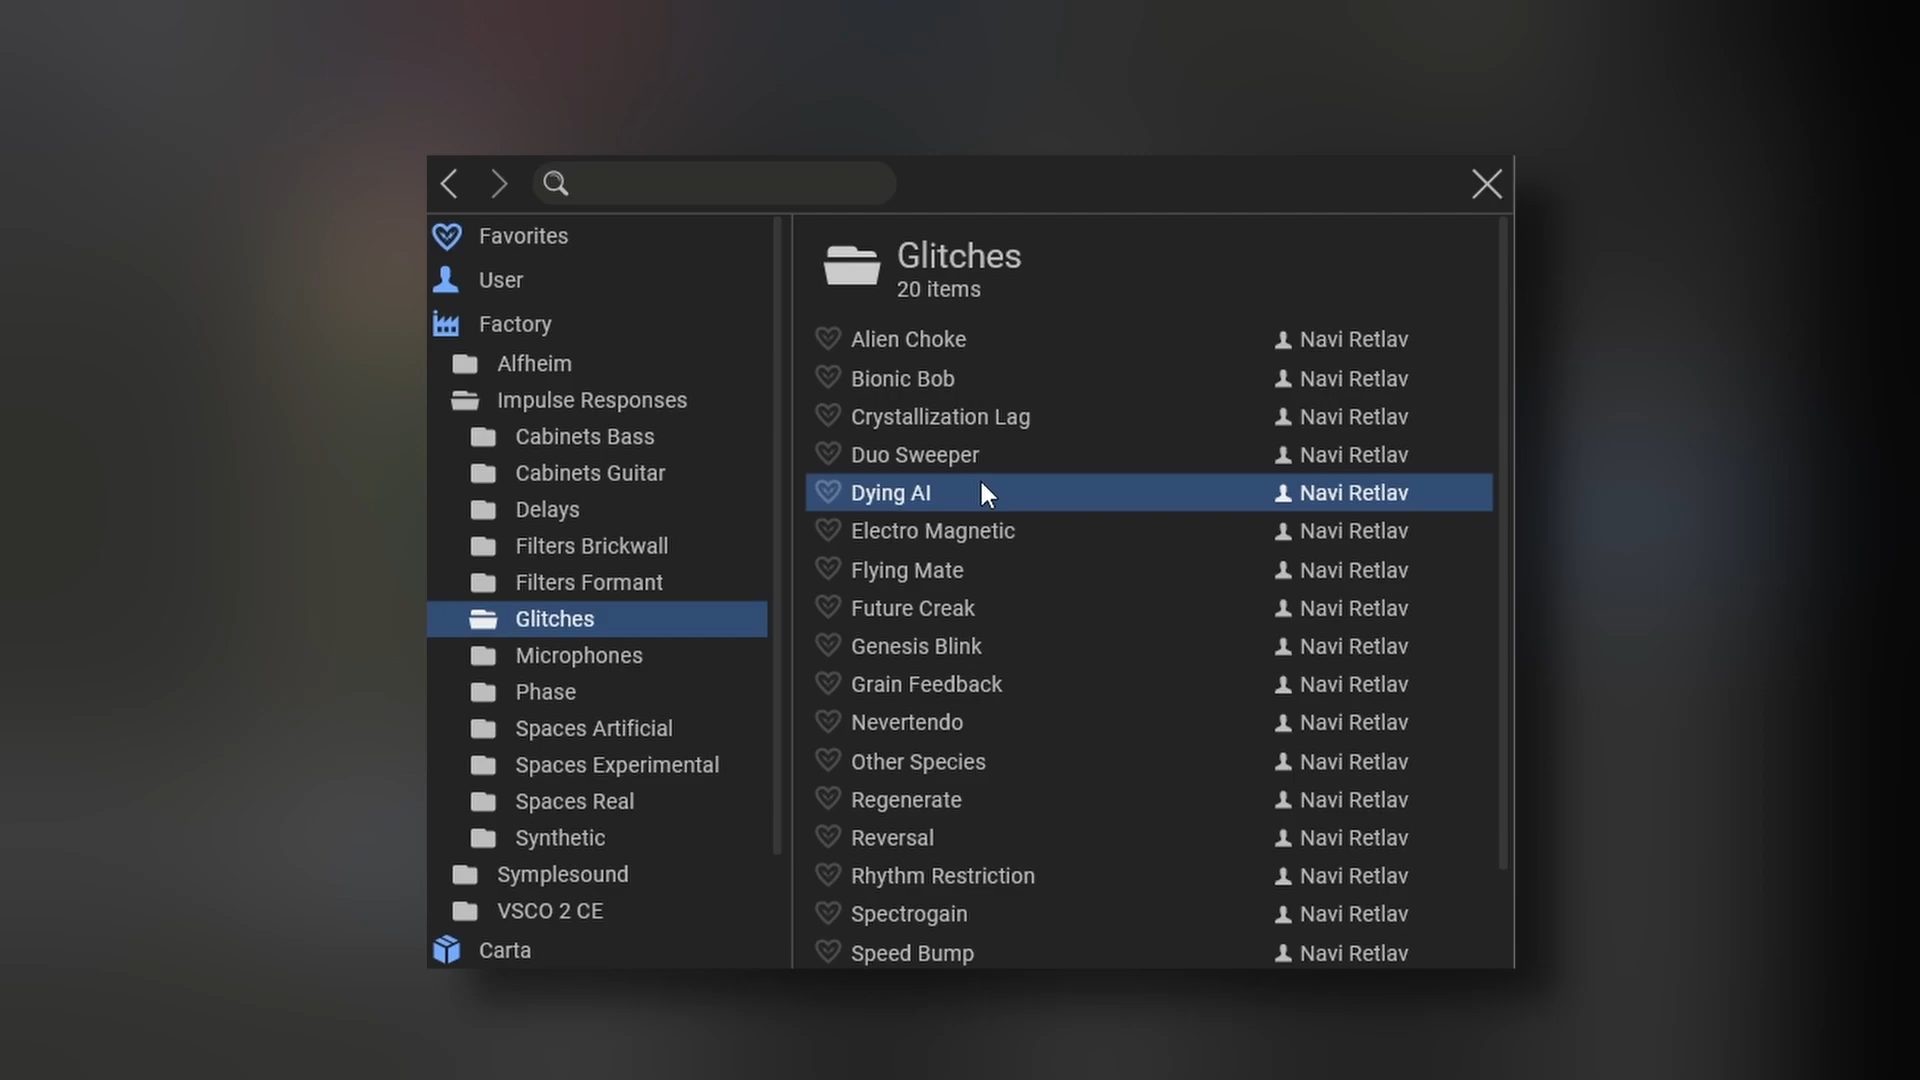 Favorites
User
Factory
Alfheim
Impulse Responses
Cabinets Bass
Cabinets Guitar
Delays
Filters Brickwall
Filters Formant
Glitches
Microphones
Phase
Spaces Artificial
Spaces Experimental
Spaces Real
Synthetic
Symplesound
VSCO 2 CE
Carta
Glitches
20 items
Alien Choke Navi Retlav
Bionic Bob Navi Retlav
Crystallization Lag Navi Retlav
Duo Sweeper Navi Retlav
Dying AI Navi Retlav
Electro Magnetic Navi Retlav
Flying Mate Navi Retlav
Future Creak Navi Retlav
Genesis Blink Navi Retlav
Grain Feedback Navi Retlav
Nevertendo Navi Retlav
Other Species Navi Retlav
Regenerate Navi Retlav
Reversal Navi Retlav
Rhythm Restriction Navi Retlav
Spectrogain Navi Retlav
Speed Bump Navi Retlav